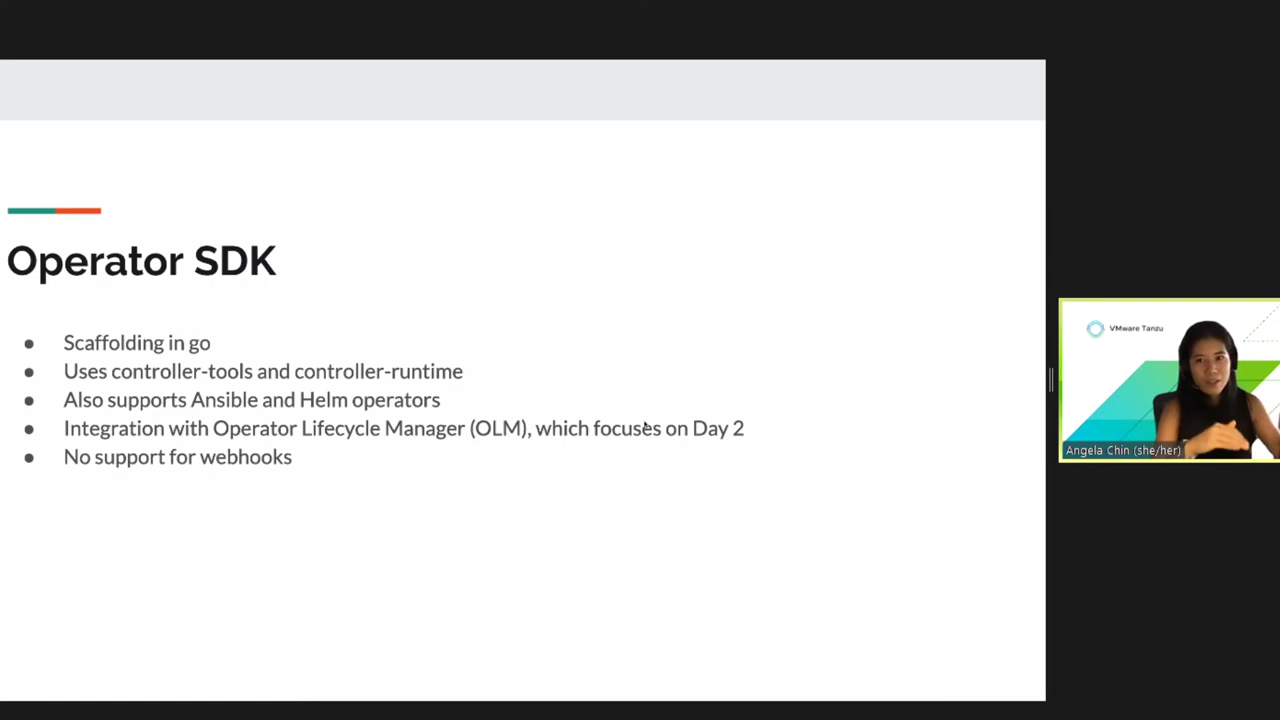 Operator SDK
● Scaffolding in go
● Uses controller-tools and controller-runtime
● Also supports Ansible and Helm operators
● Integration with Operator Lifecycle Manager (OLM), which focuses on Day 2
● No support for webhooks
VMware Tanzu
Angela Chin (she/her)